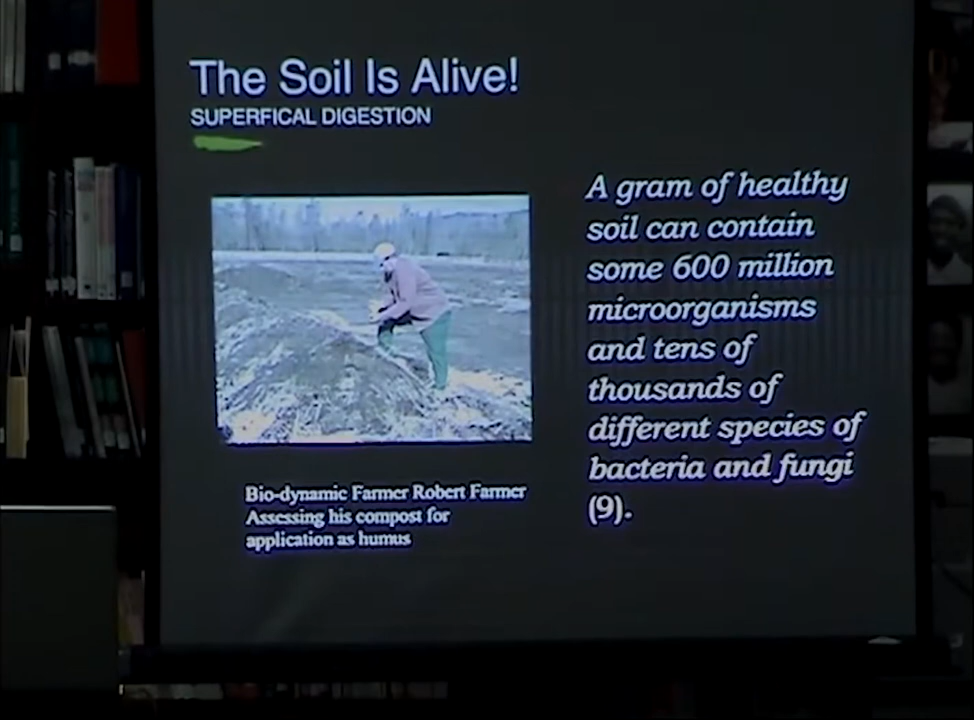 The Soil Is Alive!
SUPERFICAL DIGESTION
A gram of healthy
soil can contain
some 600 million
microorganisms
and tens of
thousands of
different species of
bacteria and fungi
(9).
Bio-dynamic Farmer Robert Farmer
Assessing his compost for
application as humus